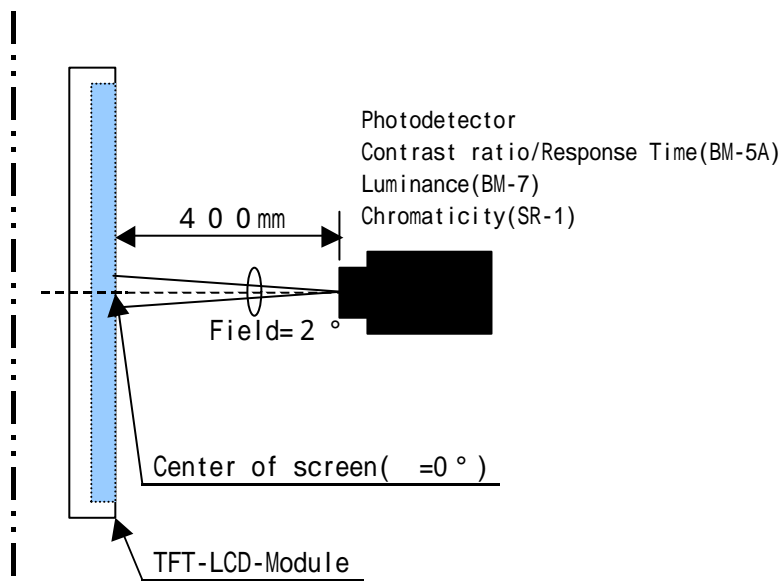 Photodetector
Contrast ratio/Response Time(BM-5A)
Luminance(BM-7)
Chromaticity(SR-1)
400mm
Field=2°
Center of screen( =0°)
TFT-LCD-Module